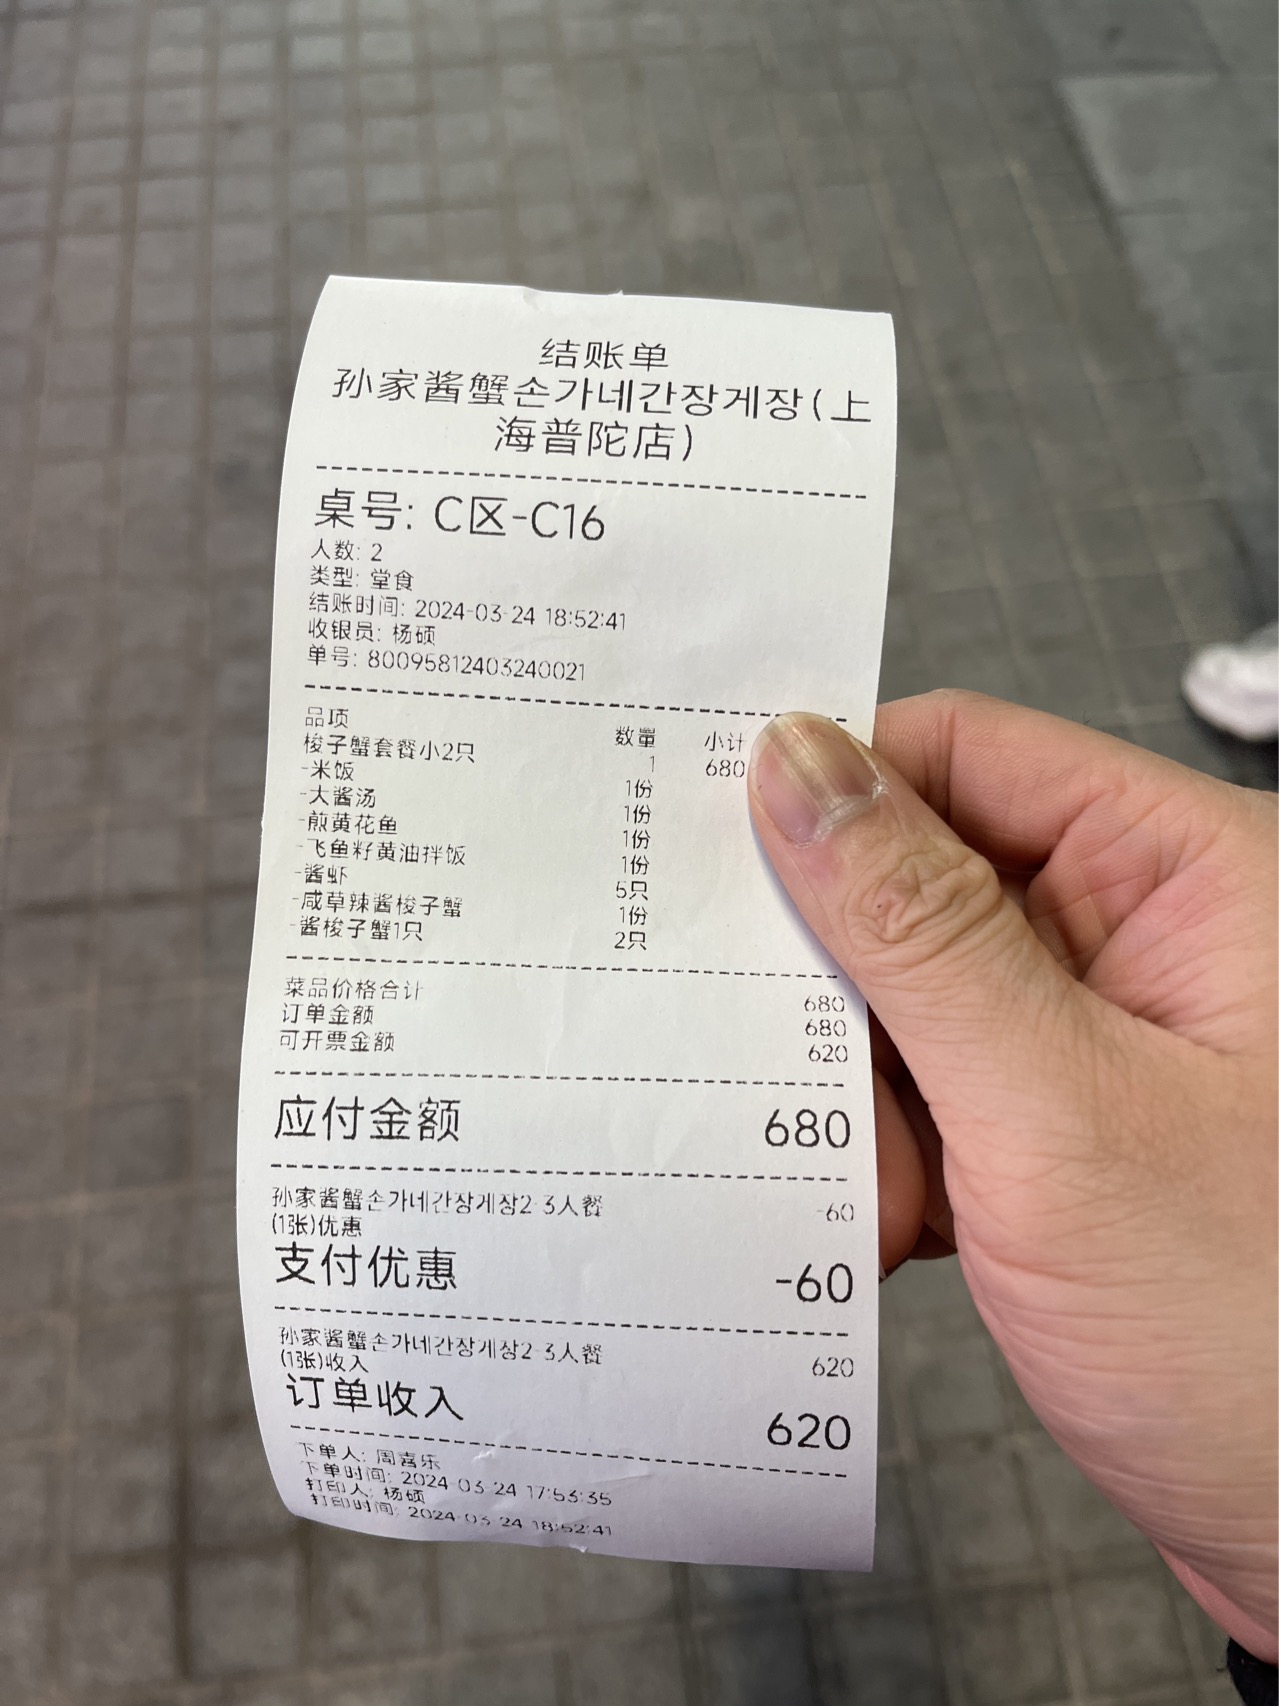 结账单
孙家酱蟹손가네간장게장(上
海普陀店)
桌号: C区-C16
人数: 2
类型: 堂食
结账时间: 2024-03-24 18:52:41
收银员: 杨硕
单号: 80095812403240021
品项 数量 小计
梭子蟹套餐小2只 1 680
-米饭 1份
-大酱汤 1份
-煎黄花鱼 1份
-飞鱼籽黄油拌饭 1份
-酱虾 5只
-咸草辣酱梭子蟹 1份
-酱梭子蟹1只 2只
菜品价格合计 680
订单金额 680
可开票金额 620
应付金额 680
孙家酱蟹손가네간장게장2-3人餐 -60
(1张)优惠
支付优惠 -60
孙家酱蟹손가네간장게장2-3人餐 620
(1张)收入
订单收入 620
下单人: 周喜乐
下单时间: 2024-03-24 17:53:35
打印人: 杨硕
打印时间: 2024-03-24 18:52:41